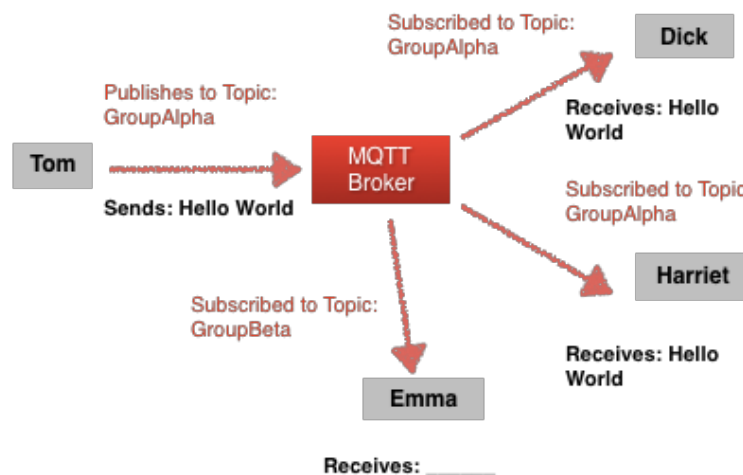 Subscribed to Topic:
GroupAlpha
Dick
Publishes to Topic:
GroupAlpha
Receives: Hello
World
Tom
MQTT
Broker
Sends: Hello World
Subscribed to Topic
GroupAlpha
Harriet
Subscribed to Topic:
GroupBeta
Receives: Hello
World
Emma
Receives: ______